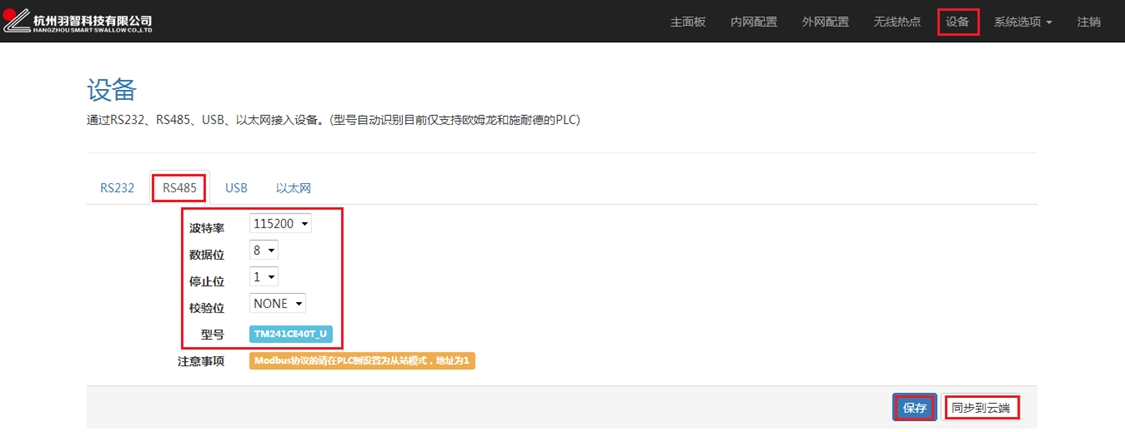 杭州羽智科技有限公司
HANGZHOU SMART SWALLOW CO.,LTD
主面板 内网配置 外网配置 无线热点 设备 系统选项 注销
设备
通过RS232、RS485、USB、以太网接入设备。(型号自动识别目前仅支持欧姆龙和施耐德的PLC)
RS232 RS485 USB 以太网
波特率 115200
数据位 8
停止位 1
校验位 NONE
型号 TM241CE40T_U
注意事项 Modbus协议的请在PLC侧设置为从站模式，地址为1
保存 同步到云端